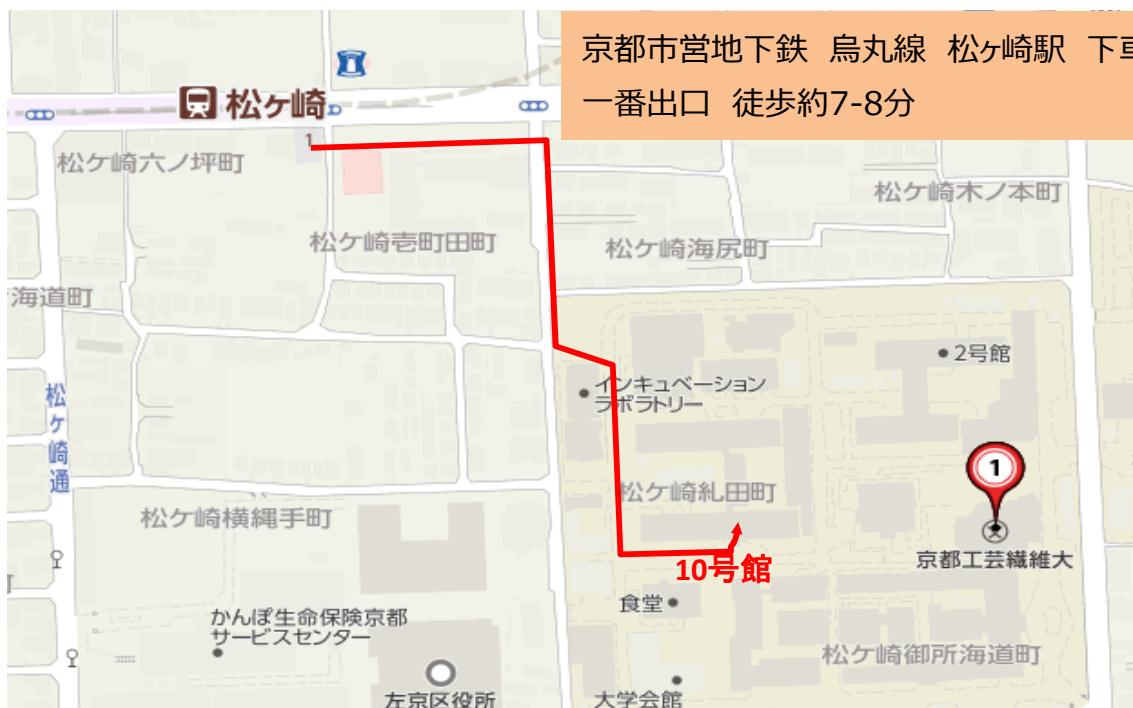 京都市営地下鉄 烏丸線 松ヶ崎駅 下車
一番出口 徒歩約7-8分
松ケ崎
1
松ケ崎六ノ坪町
松ケ崎木ノ本町
松ケ崎壱町田町
松ケ崎海尻町
海道町
2号館
インキュベーション
ラボラトリー
松ケ崎通
1
松ケ崎糺田町
松ケ崎横縄手町
京都工芸繊維大
10号館
食堂
かんぽ生命保険京都
サービスセンター
松ケ崎御所海道町
左京区役所
大学会館